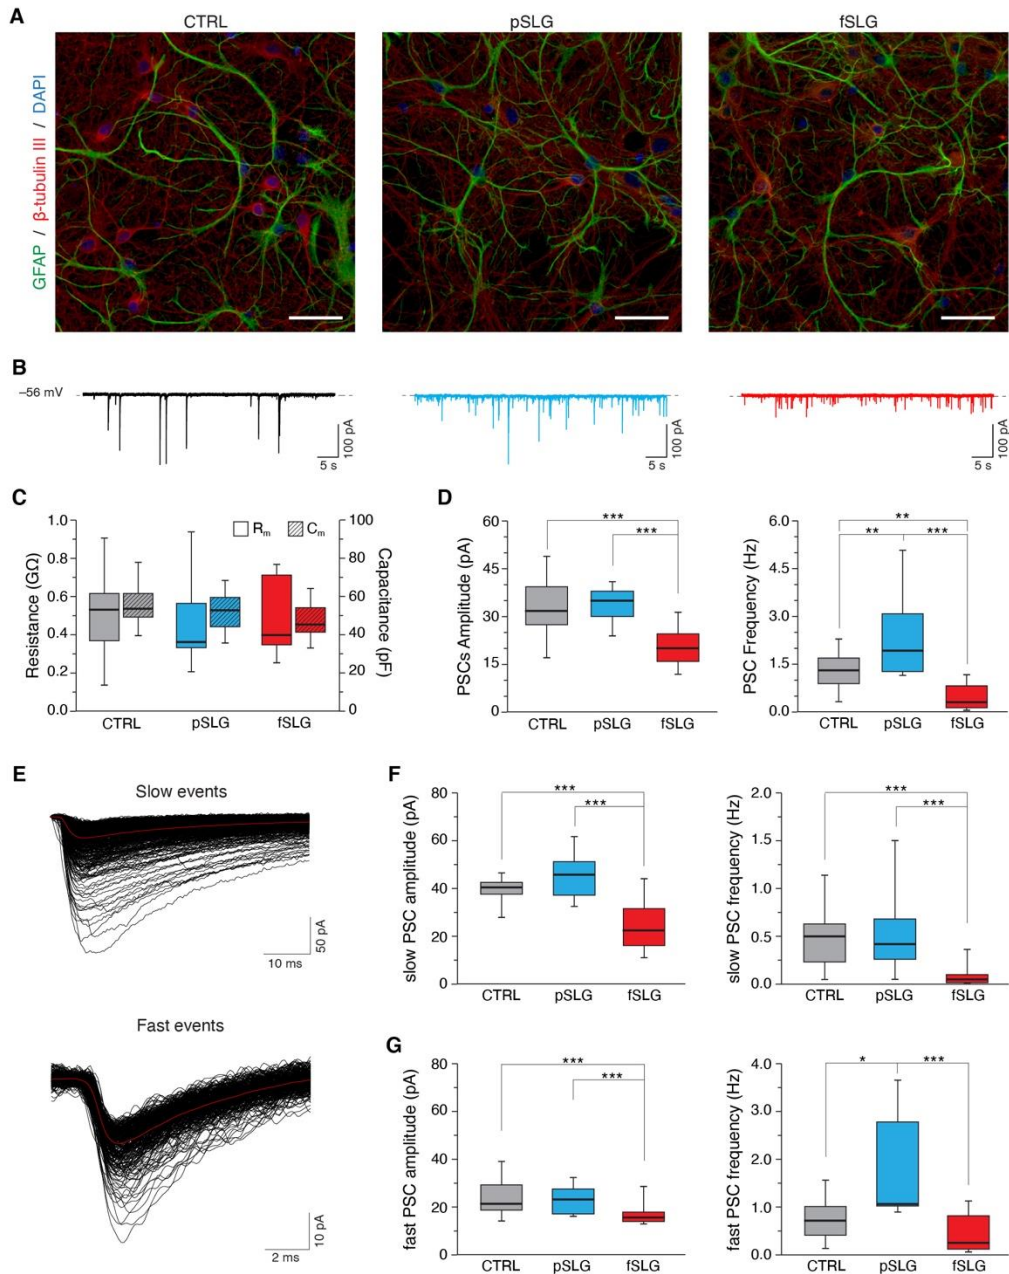 A
CTRL
pSLG
fSLG
GFAP / β-tubulin III / DAPI
B
–56 mV
100 pA
5 s
100 pA
5 s
100 pA
5 s
C
1.0
0.8
0.6
0.4
0.2
0.0
Resistance (GΩ)
Rm
Cm
100
80
60
40
20
0
Capacitance
(pF)
CTRL
pSLG
fSLG
D
60
45
30
15
0
PSCs Amplitude (pA)
***
***
CTRL
pSLG
fSLG
6.0
4.5
3.0
1.5
0.0
PSC Frequency (Hz)
**
**
***
CTRL
pSLG
fSLG
E
Slow events
50 pA
10 ms
Fast events
10 pA
2 ms
F
80
60
40
20
0
slow PSC amplitude (pA)
***
***
CTRL
pSLG
fSLG
2.0
1.5
1.0
0.5
0.0
slow PSC frequency (Hz)
***
***
CTRL
pSLG
fSLG
G
80
60
40
20
0
fast PSC amplitude (pA)
***
***
CTRL
pSLG
fSLG
4.0
3.0
2.0
1.0
0.0
fast PSC frequency (Hz)
*
***
CTRL
pSLG
fSLG